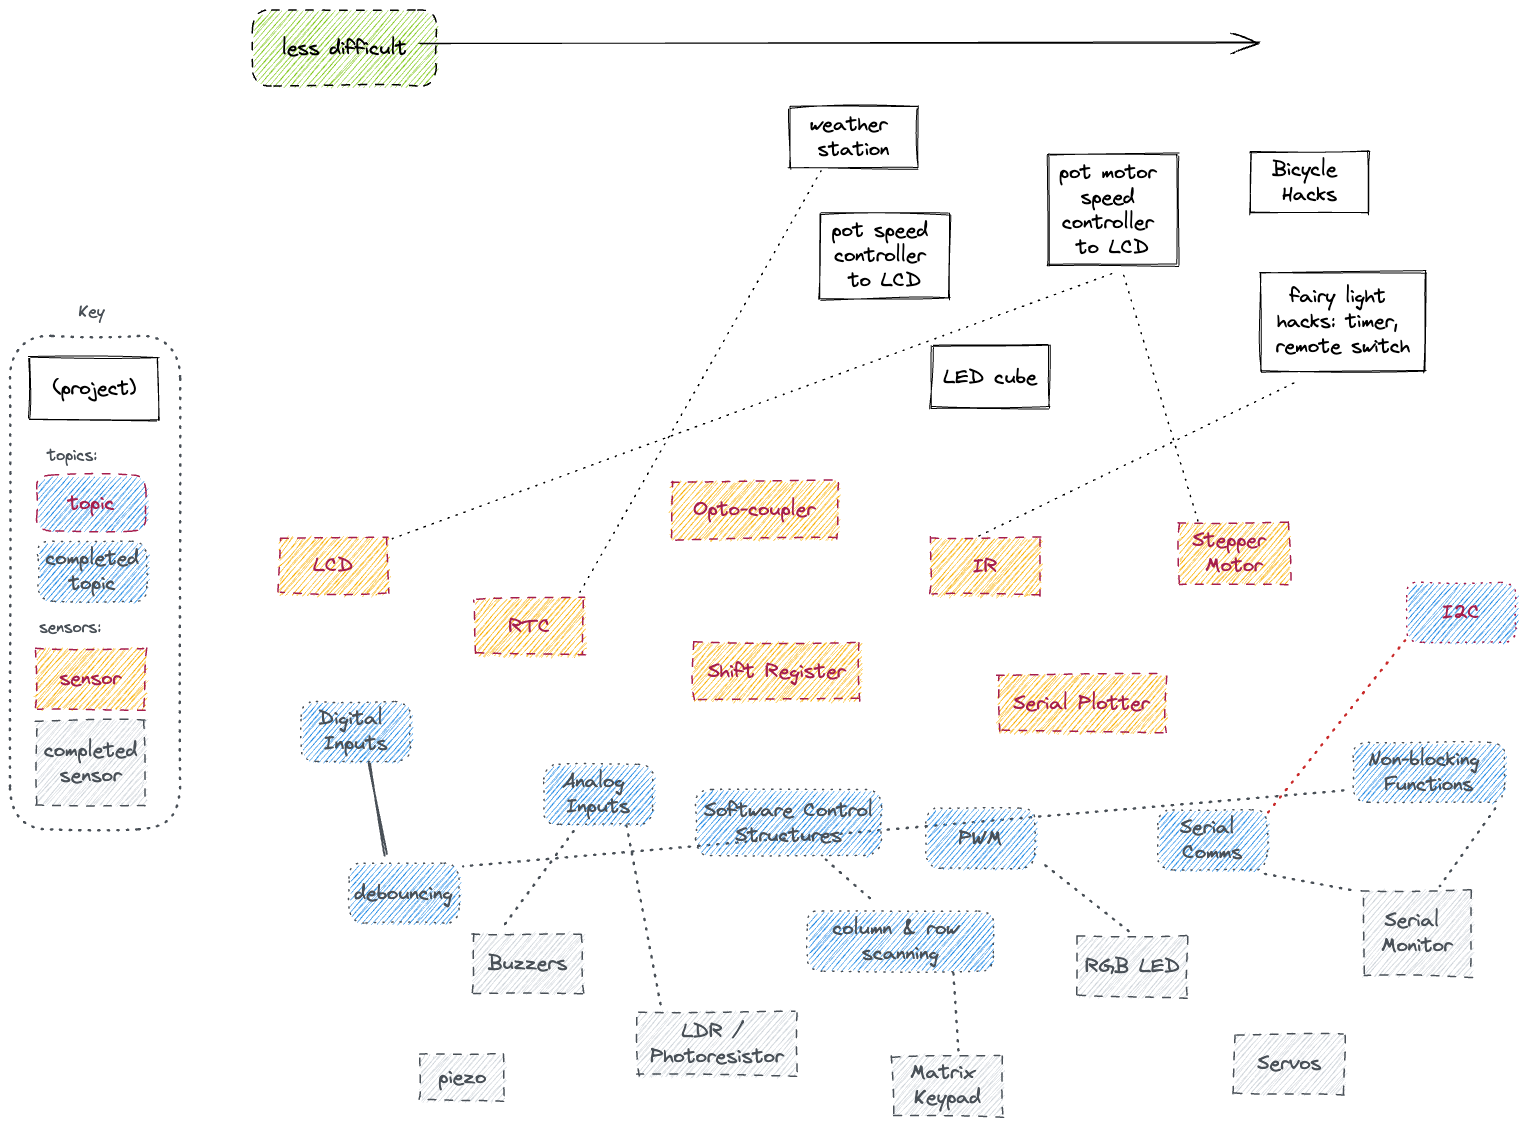 less difficult
weather
station
pot speed
controller
to LCD
pot motor
speed
controller
to LCD
Bicycle
Hacks
fairy light
hacks: timer,
remote switch
LED cube
Key
(project)
topics:
topic
completed
topic
sensors:
sensor
completed
sensor
LCD
RTC
Opto-coupler
IR
Stepper
Motor
I2C
Shift Register
Serial Plotter
Digital
Inputs
Analog
Inputs
Software Control
Structures
PWM
Serial
Comms
Non-blocking
Functions
debouncing
column & row
scanning
Buzzers
RGB LED
Serial
Monitor
LDR /
Photoresistor
piezo
Matrix
Keypad
Servos